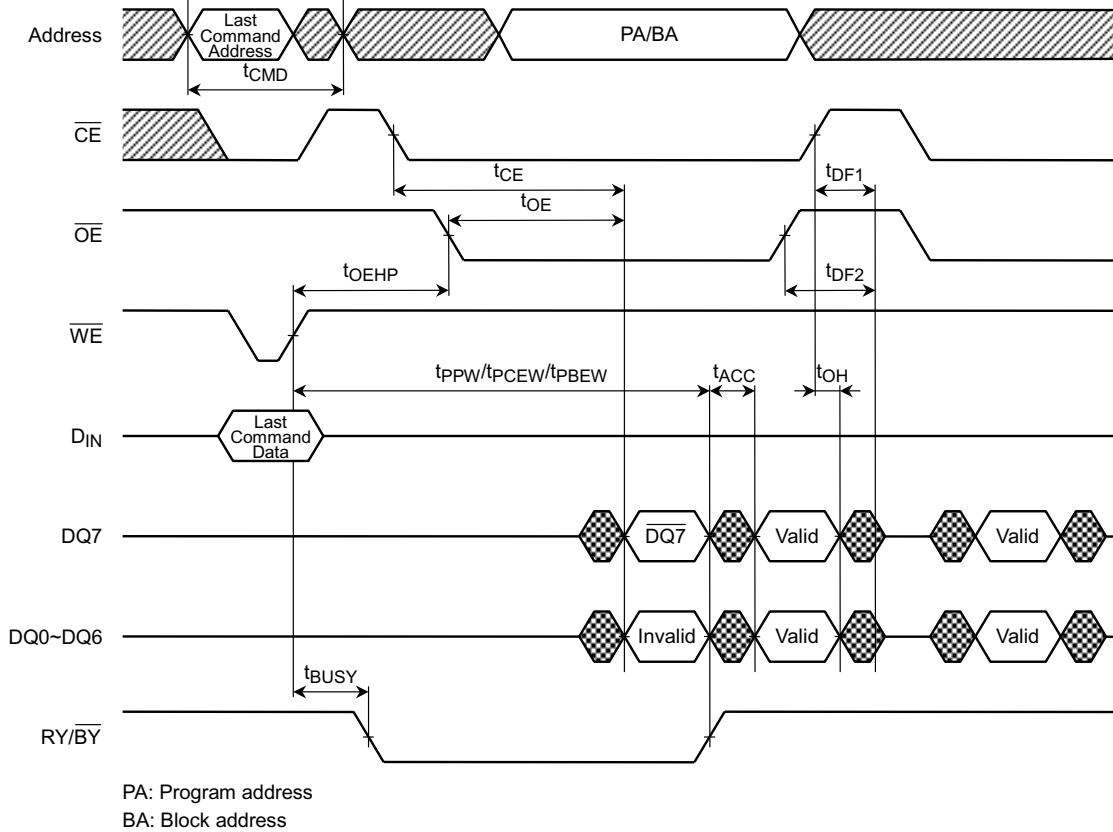 Address
Last
Command
Address
PA/BA
tCMD
CE
tCE
tDF1
OE
tOE
tOEHP
tDF2
WE
tPPW/tPCEW/tPBEW
tACC
tOH
DIN
Last
Command
Data
DQ7
DQ7
Valid
Valid
DQ0~DQ6
Invalid
Valid
Valid
tBUSY
RY/BY
PA: Program address
BA: Block address